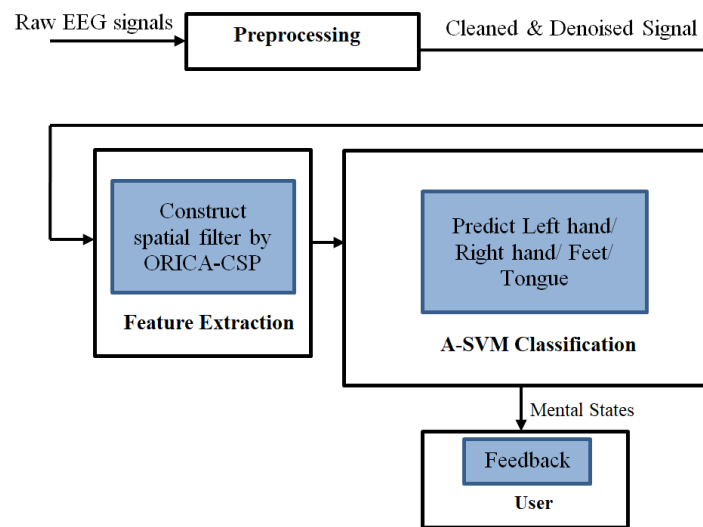 Raw EEG signals
Preprocessing
Cleaned & Denoised Signal
Construct
spatial filter by
ORICA-CSP
Feature Extraction
Predict Left hand/
Right hand/ Feet/
Tongue
A-SVM Classification
Mental States
Feedback
User